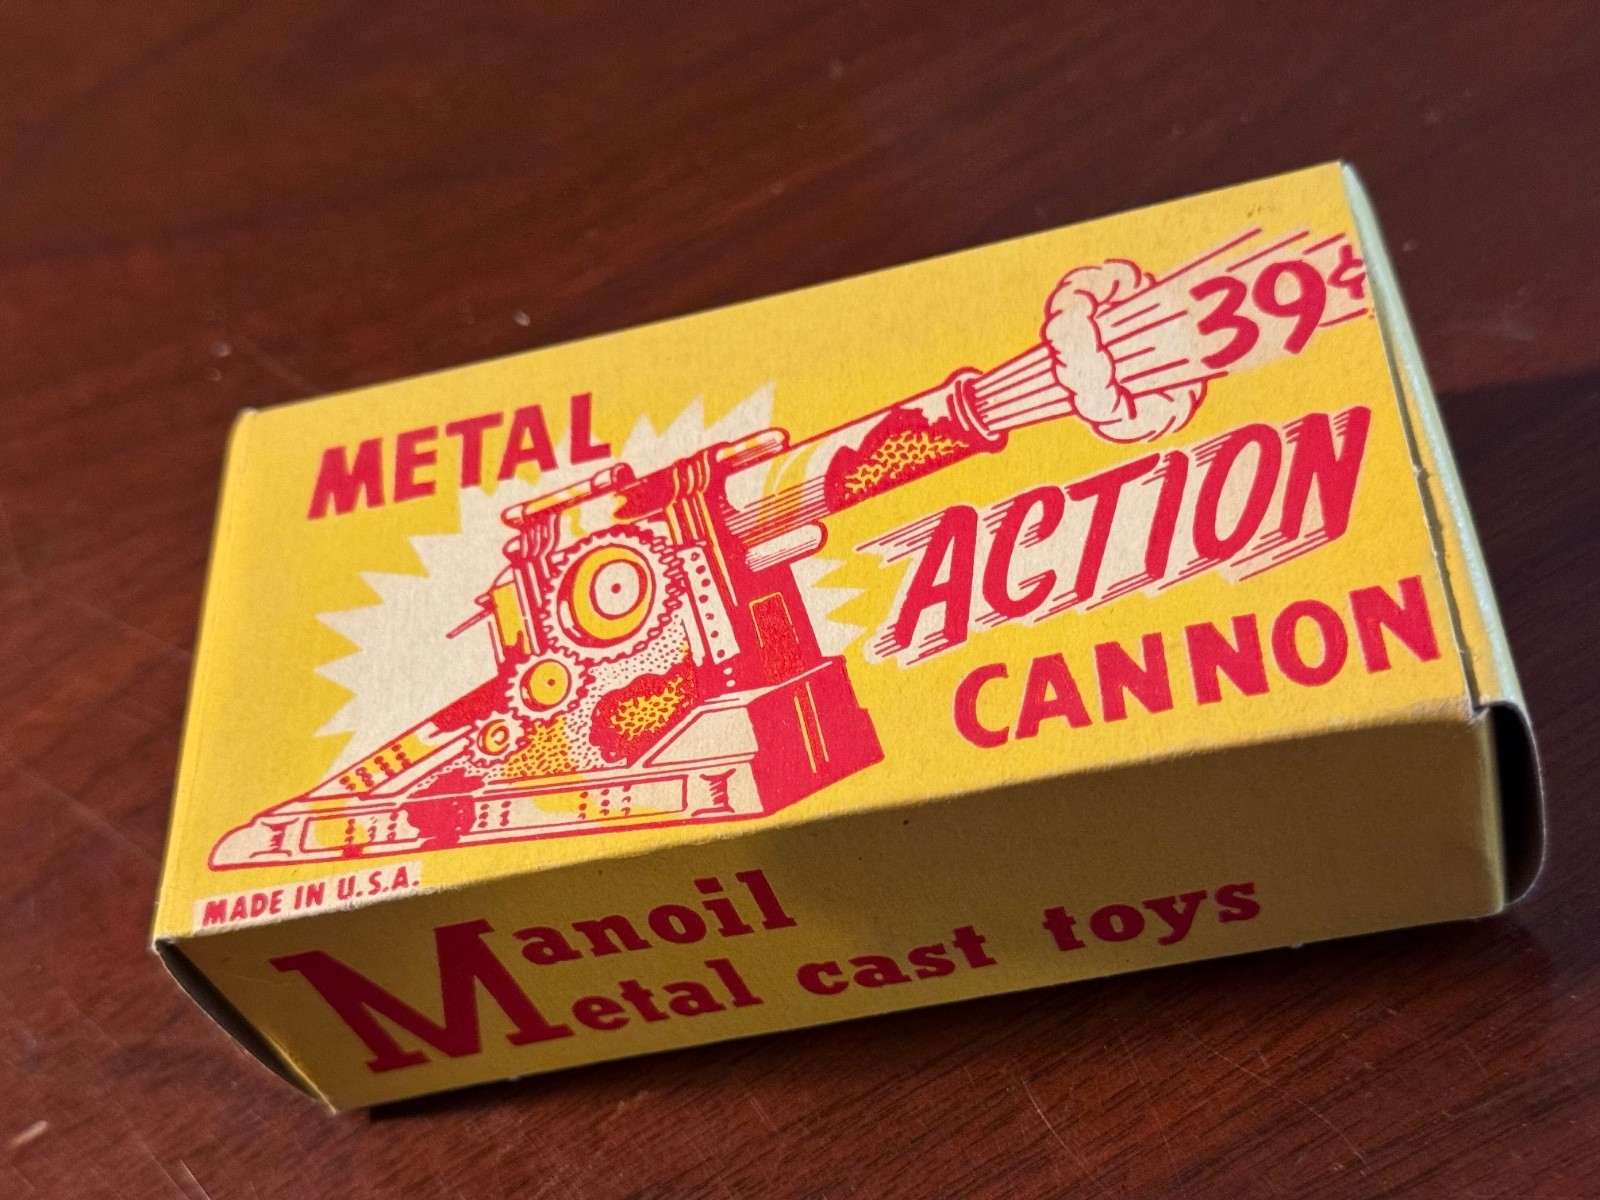 METAL
39¢
ACTION
CANNON
MADE IN U.S.A.
Manoil
Metal cast toys